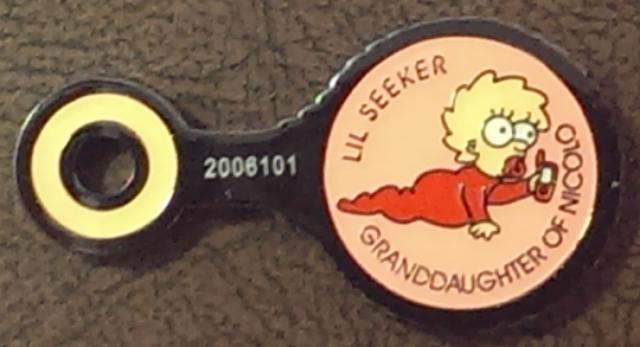 LIL SEEKER
2006101
GRANDDAUGHTER OF NICOLO